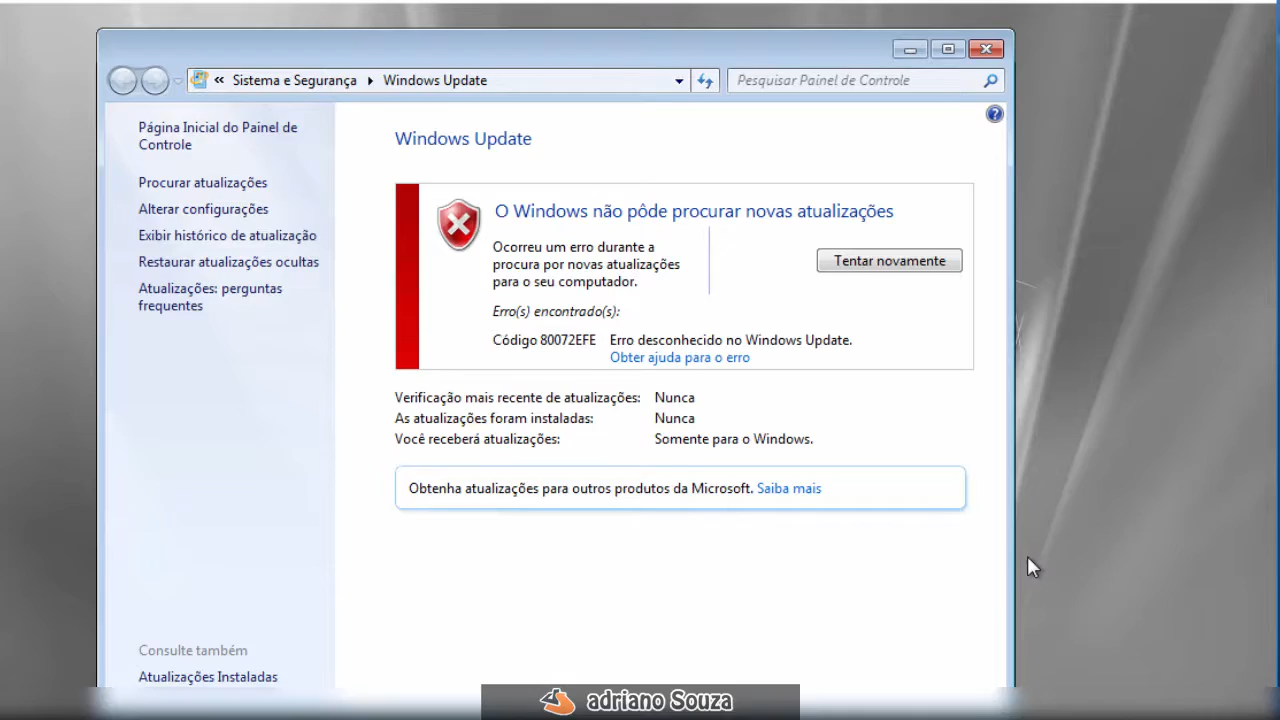 « Sistema e Segurança Windows Update
Pesquisar Painel de Controle
Página Inicial do Painel de
Controle
Procurar atualizações
Alterar configurações
Exibir histórico de atualização
Restaurar atualizações ocultas
Atualizações: perguntas
frequentes
Windows Update
O Windows não pôde procurar novas atualizações
Ocorreu um erro durante a
procura por novas atualizações
para o seu computador.
Tentar novamente
Erro(s) encontrado(s):
Código 80072EFE Erro desconhecido no Windows Update.
Obter ajuda para o erro
Verificação mais recente de atualizações: Nunca
As atualizações foram instaladas: Nunca
Você receberá atualizações: Somente para o Windows.
Obtenha atualizações para outros produtos da Microsoft. Saiba mais
Consulte também
Atualizações Instaladas
adriano Souza